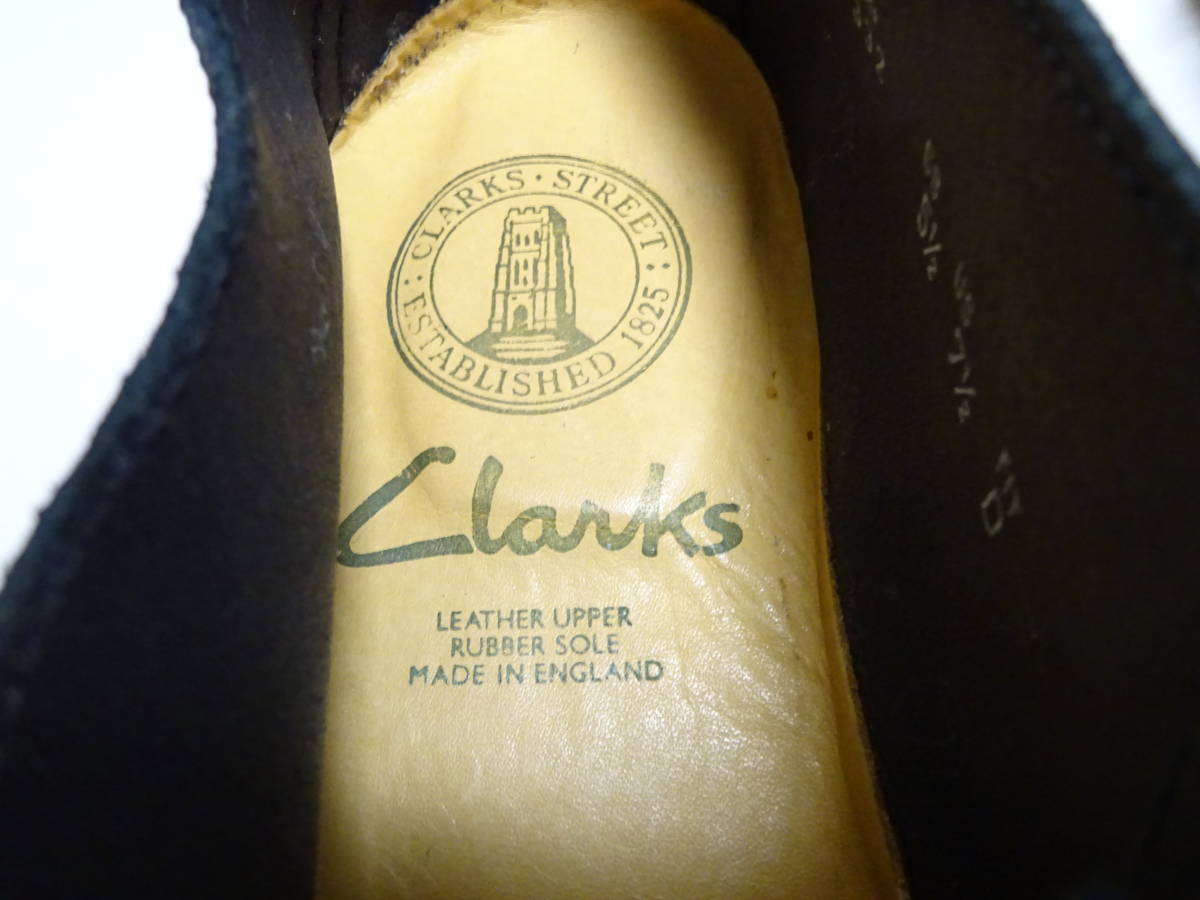 CLARKS · STREET :
: ESTABLISHED 1825
Clarks
LEATHER UPPER
RUBBER SOLE
MADE IN ENGLAND